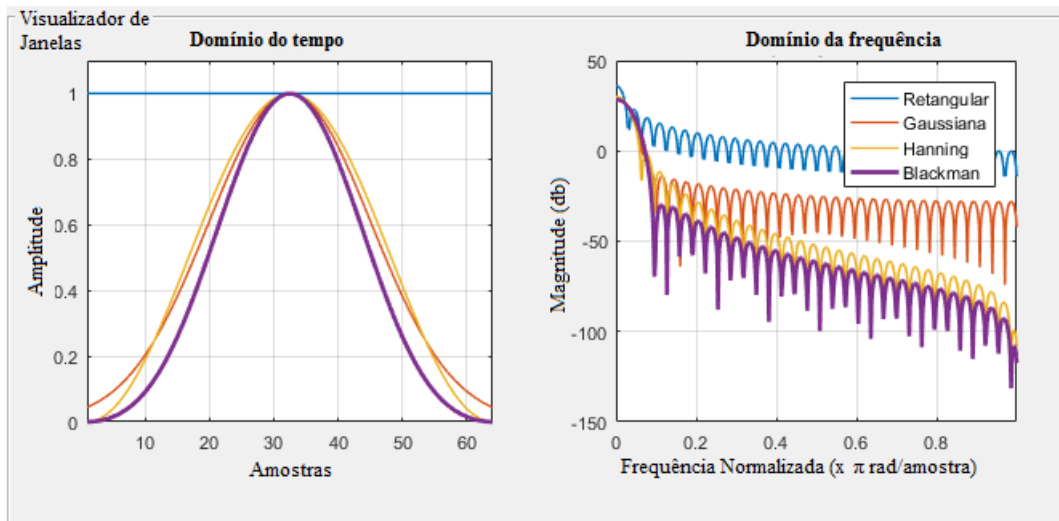 Visualizador de
Janelas
Domínio do tempo
Amplitude
1
0.8
0.6
0.4
0.2
0
10 20 30 40 50 60
Amostras
Domínio da frequência
Magnitude (db)
50
0
-50
-100
-150
0 0.2 0.4 0.6 0.8
Frequência Normalizada (x π rad/amostra)
Retangular
Gaussiana
Hanning
Blackman